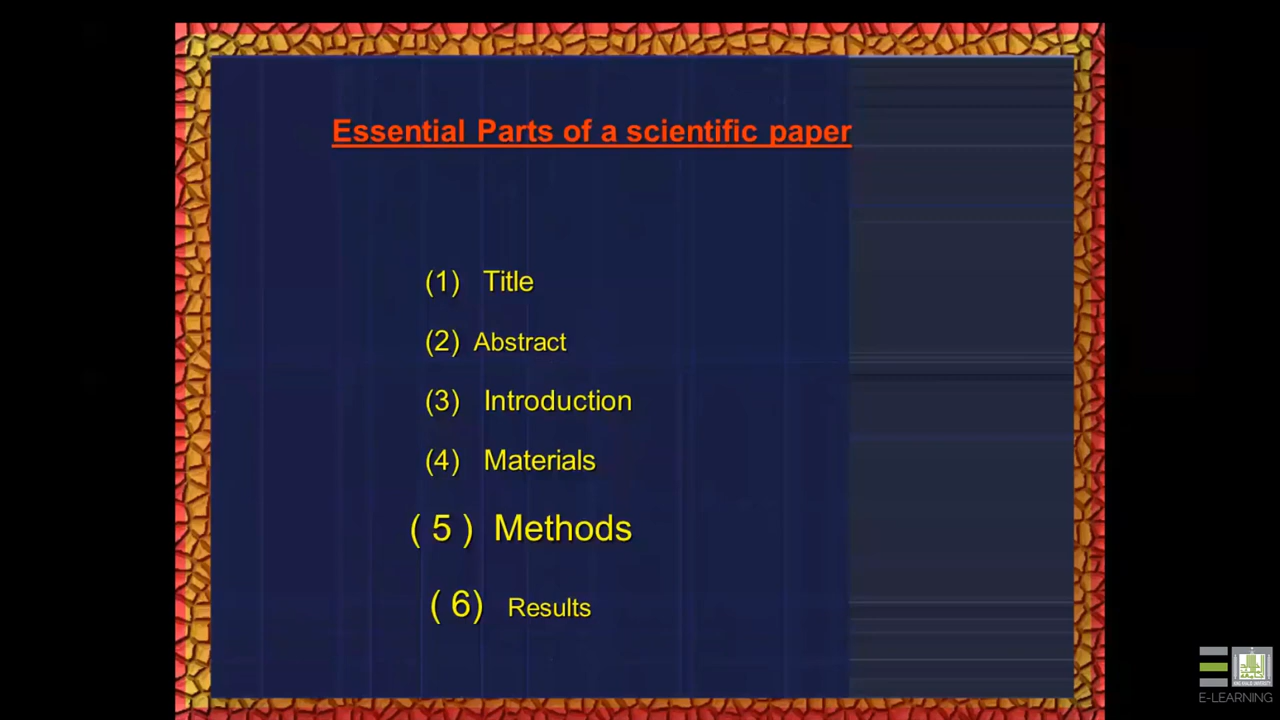 Essential Parts of a scientific paper
(1) Title
(2) Abstract
(3) Introduction
(4) Materials
( 5 ) Methods
( 6) Results
E-LEARNING